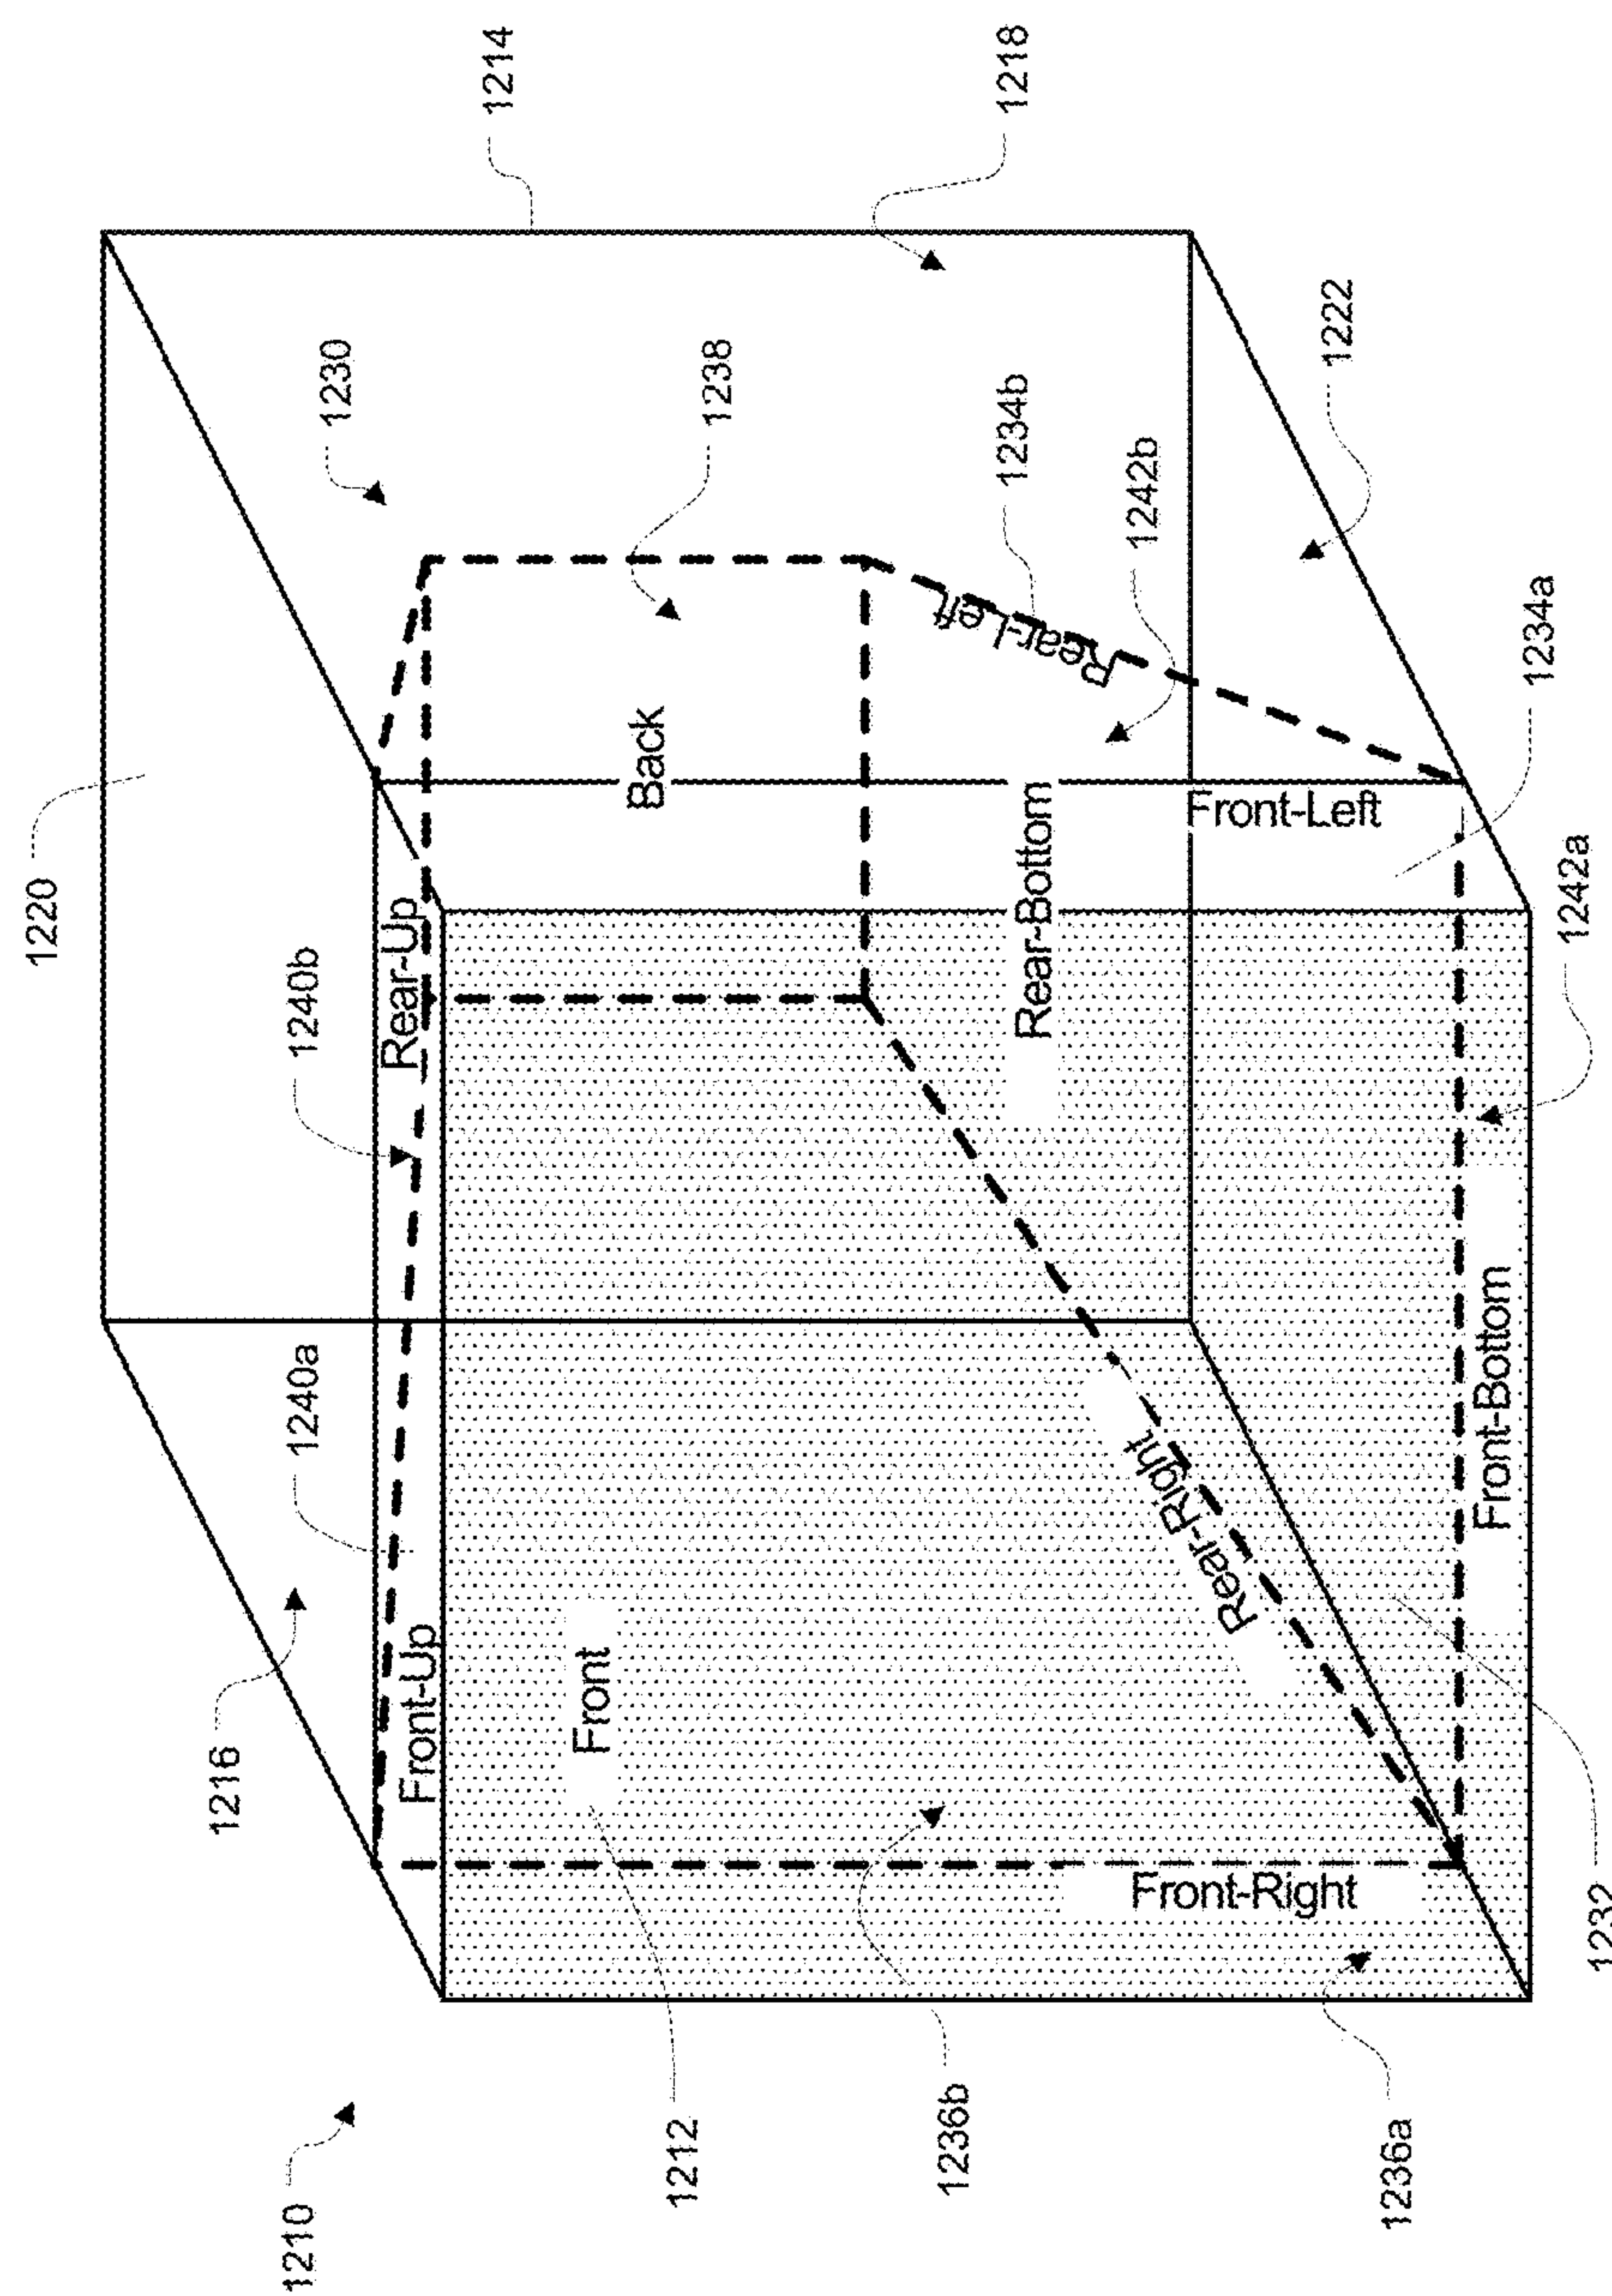 1220
1216
1210
1240a
1240b
1230
Front-Up
Rear-Up
1214
Front
Back
1212
1238
1236b
1234b
1218
Rear-Left
Rear-Bottom
1242b
Rear-Right
Front-Right
Front-Left
1222
1236a
Front-Bottom
1234a
1242a
1232